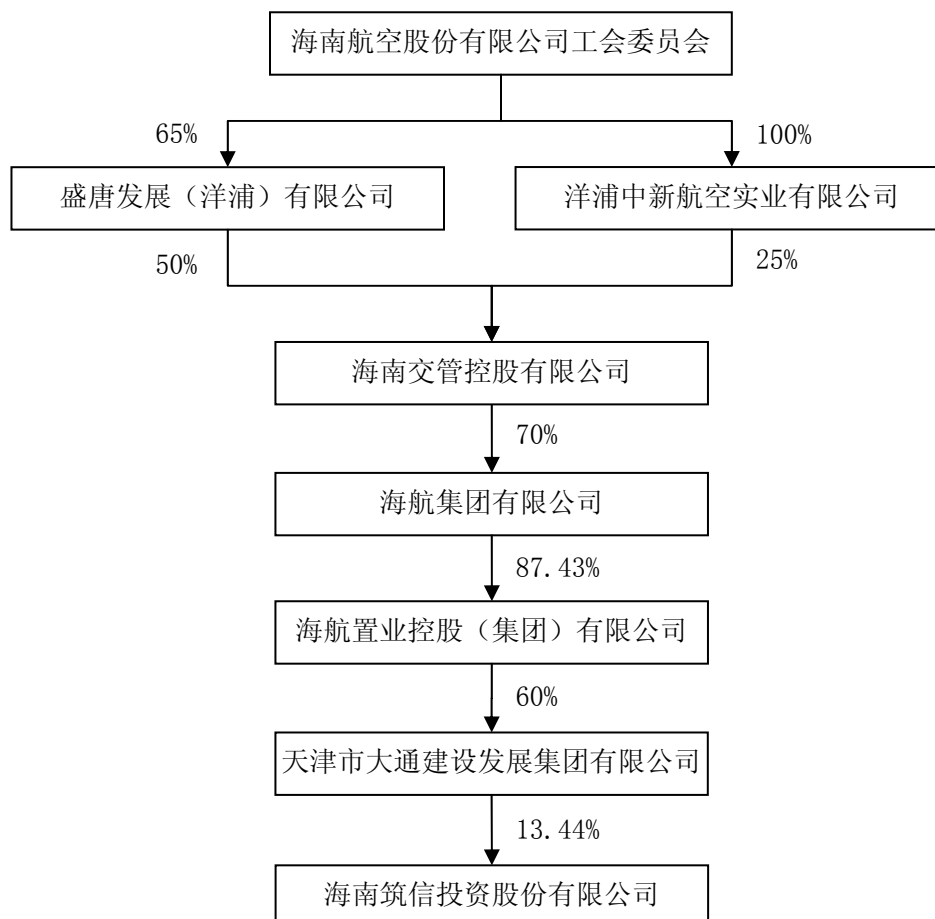 海南航空股份有限公司工会委员会
65%
100%
盛唐发展（洋浦）有限公司
洋浦中新航空实业有限公司
50%
25%
海南交管控股有限公司
70%
海航集团有限公司
87.43%
海航置业控股（集团）有限公司
60%
天津市大通建设发展集团有限公司
13.44%
海南筑信投资股份有限公司